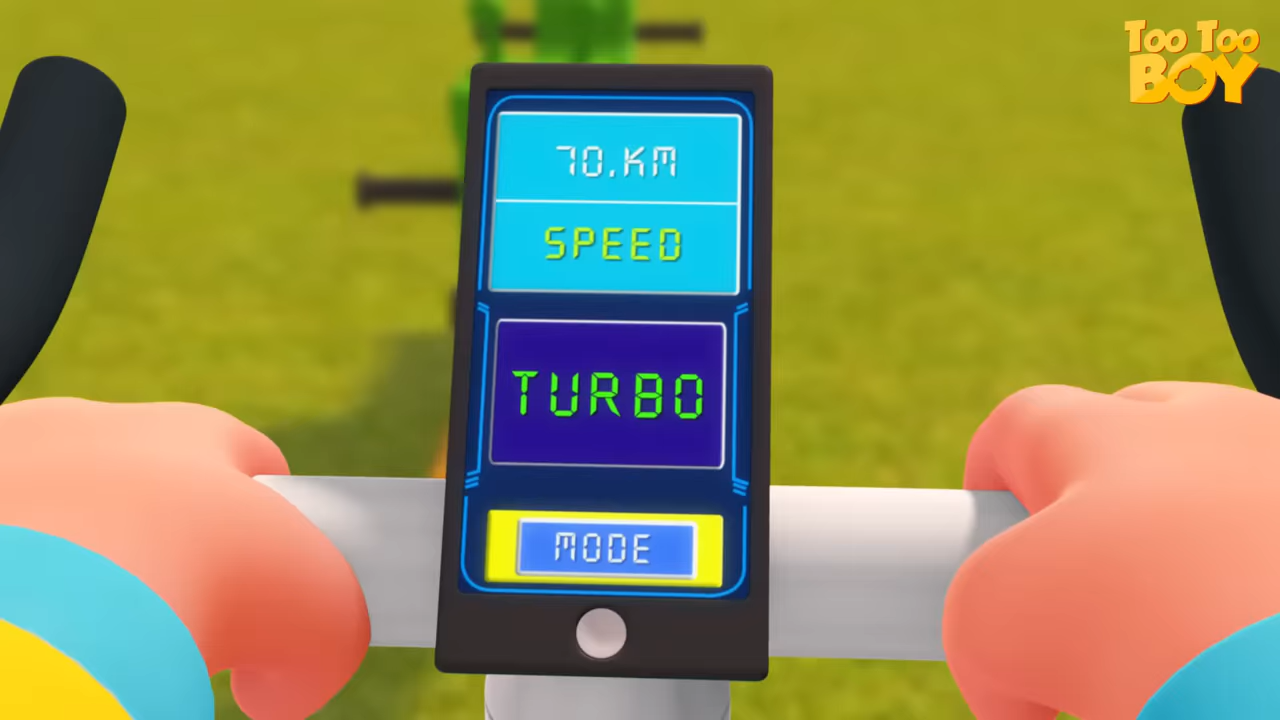 TOO TOO
BOY
70.KM
SPEED
TURBO
MODE